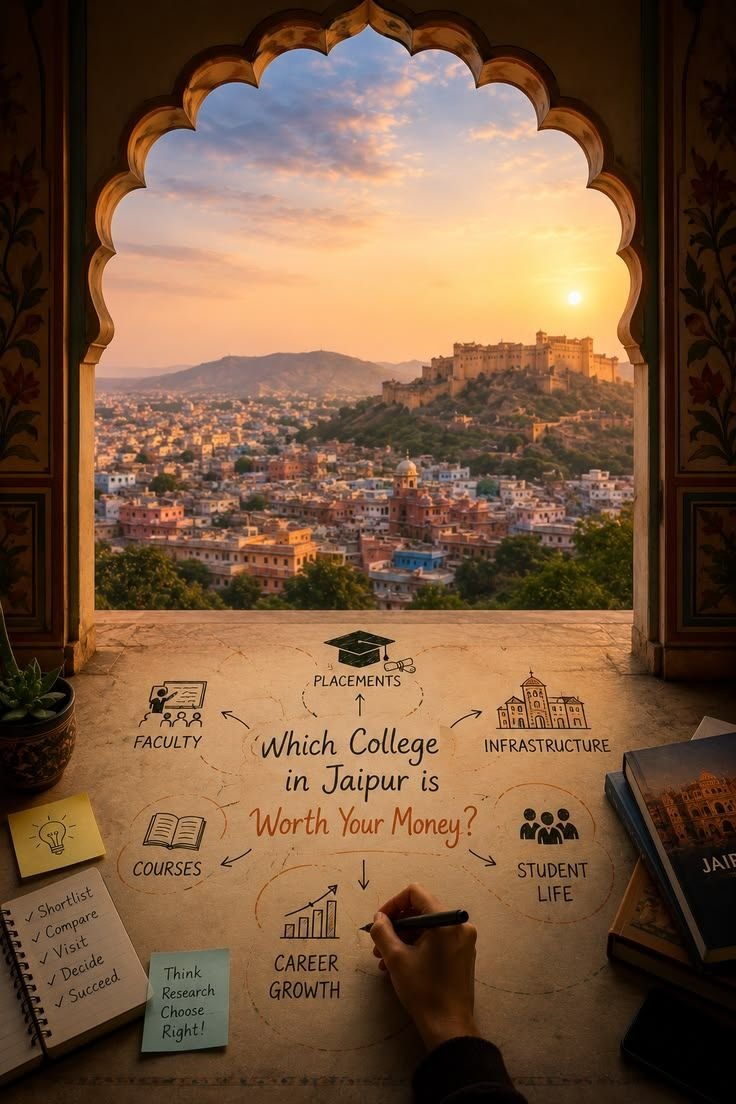 PLACEMENTS
FACULTY
INFRASTRUCTURE
Which College
in Jaipur is
Worth Your Money?
COURSES
STUDENT
LIFE
CAREER
GROWTH
✓ Shortlist
✓ Compare
✓ Visit
✓ Decide
✓ Succeed
Think
Research
Choose
Right!
JAIP